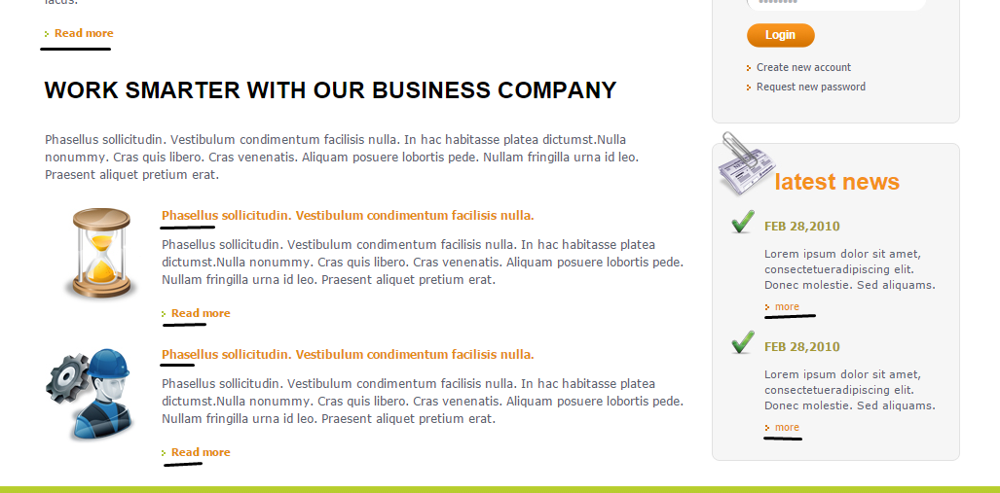 lacus.
Read more
WORK SMARTER WITH OUR BUSINESS COMPANY
Phasellus sollicitudin. Vestibulum condimentum facilisis nulla. In hac habitasse platea dictumst.Nulla
nonummy. Cras quis libero. Cras venenatis. Aliquam posuere lobortis pede. Nullam fringilla urna id leo.
Praesent aliquet pretium erat.
Phasellus sollicitudin. Vestibulum condimentum facilisis nulla.
Phasellus sollicitudin. Vestibulum condimentum facilisis nulla. In hac habitasse platea
dictumst.Nulla nonummy. Cras quis libero. Cras venenatis. Aliquam posuere lobortis pede.
Nullam fringilla urna id leo. Praesent aliquet pretium erat.
Read more
Phasellus sollicitudin. Vestibulum condimentum facilisis nulla.
Phasellus sollicitudin. Vestibulum condimentum facilisis nulla. In hac habitasse platea
dictumst.Nulla nonummy. Cras quis libero. Cras venenatis. Aliquam posuere lobortis pede.
Nullam fringilla urna id leo. Praesent aliquet pretium erat.
Read more
Login
Create new account
Request new password
latest news
FEB 28,2010
Lorem ipsum dolor sit amet,
consectetueradipiscing elit.
Donec molestie. Sed aliquams.
more
FEB 28,2010
Lorem ipsum dolor sit amet,
consectetueradipiscing elit.
Donec molestie. Sed aliquams.
more